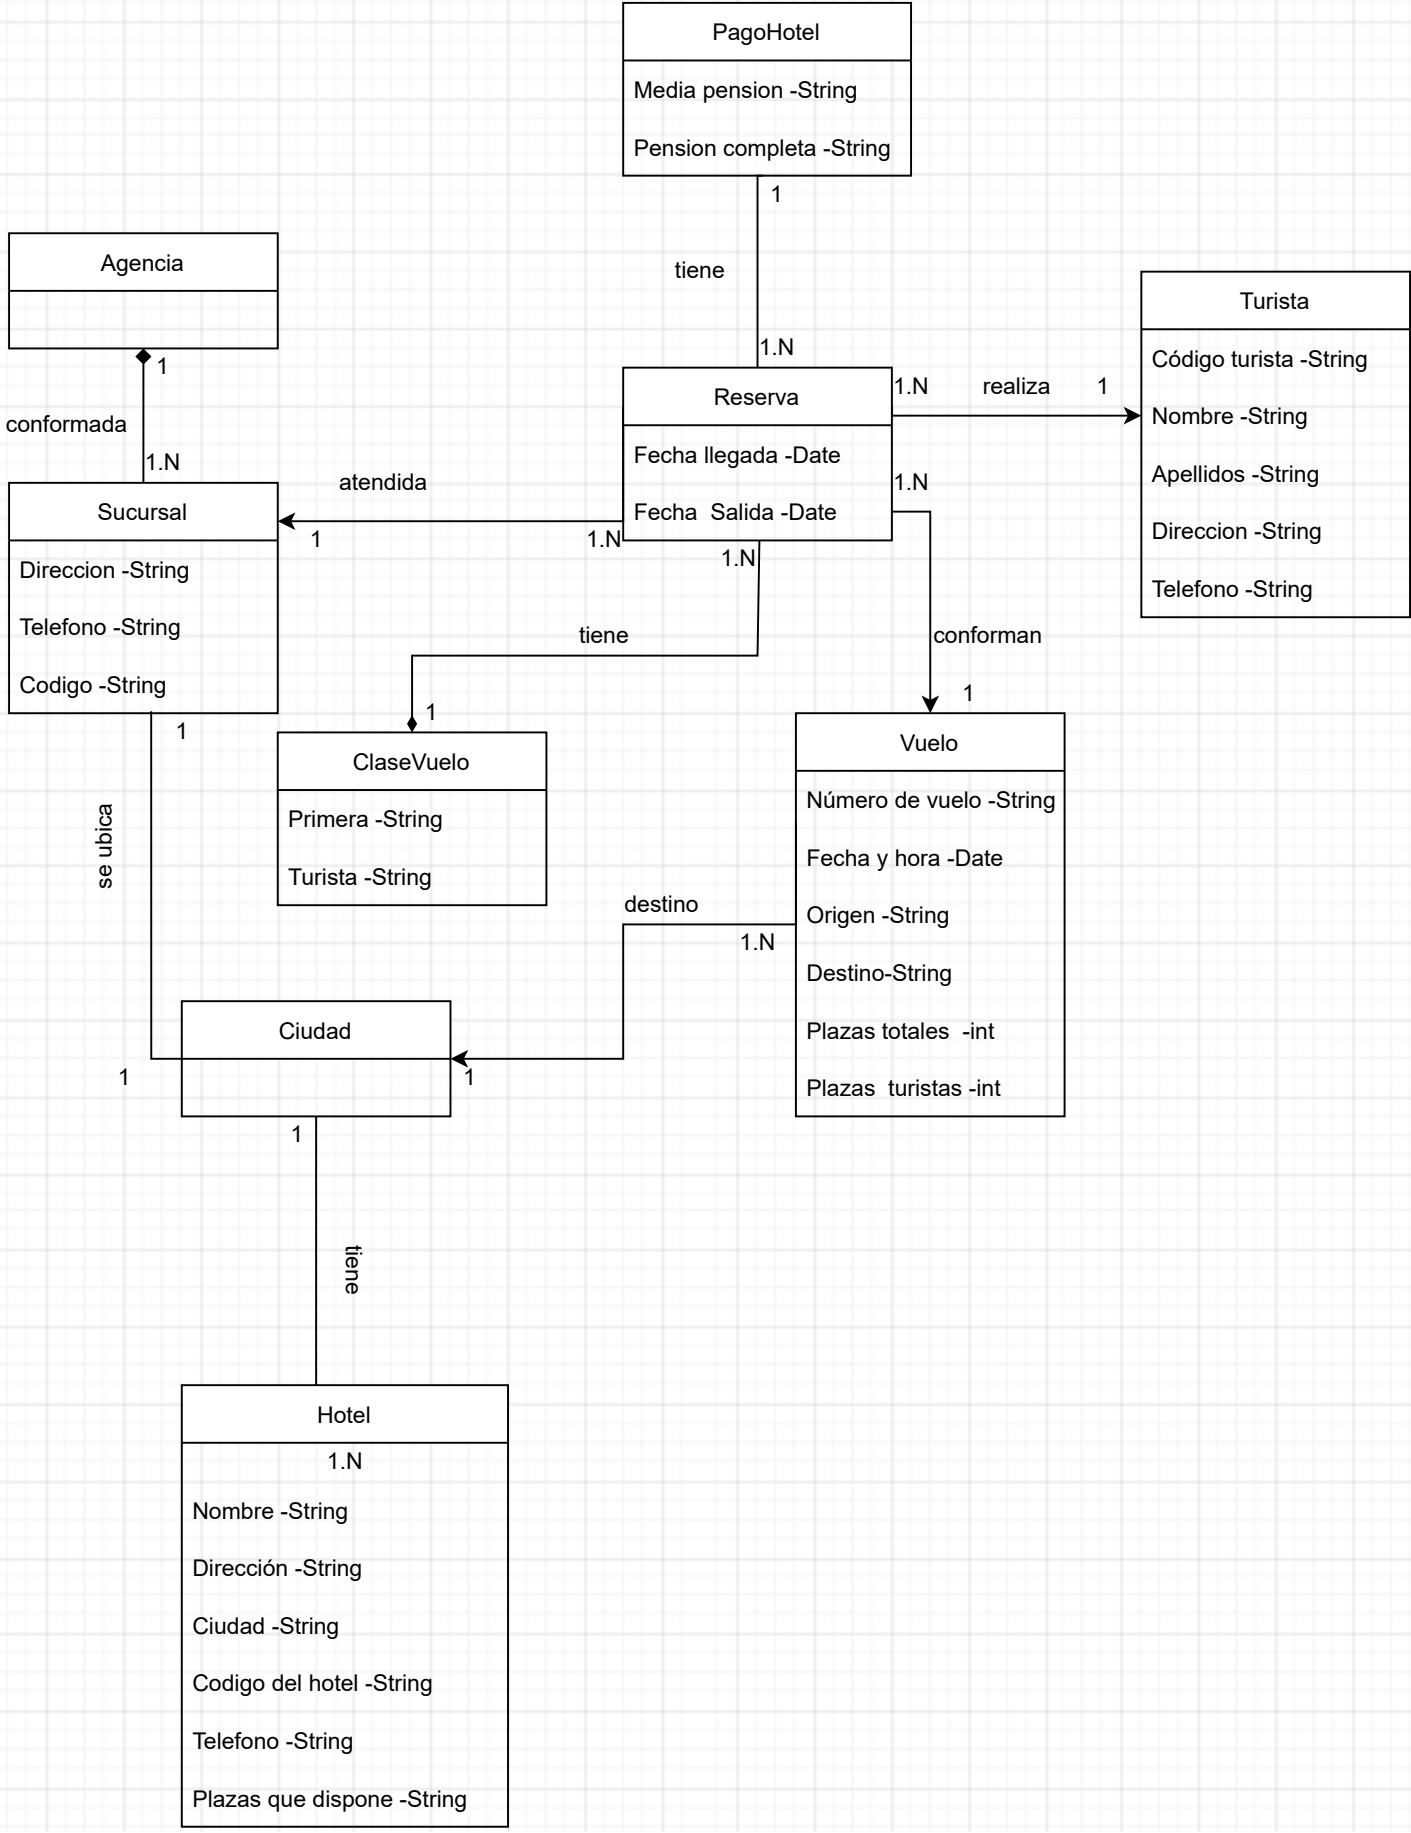 PagoHotel
Media pension -String
Pension completa -String
1
tiene
1.N
Agencia
1
conformada
1.N
Turista
Código turista -String
Nombre -String
Apellidos -String
Direccion -String
Telefono -String
Reserva
Fecha llegada -Date
Fecha  Salida -Date
1.N
realiza
1
1.N
conforman
1
atendida
1
1.N
1.N
tiene
1
Sucursal
Direccion -String
Telefono -String
Codigo -String
1
se ubica
1
ClaseVuelo
Primera -String
Turista -String
Vuelo
Número de vuelo -String
Fecha y hora -Date
Origen -String
Destino-String
Plazas totales  -int
Plazas  turistas -int
destino
1.N
1
Ciudad
1
tiene
Hotel
1.N
Nombre -String
Dirección -String
Ciudad -String
Codigo del hotel -String
Telefono -String
Plazas que dispone -String